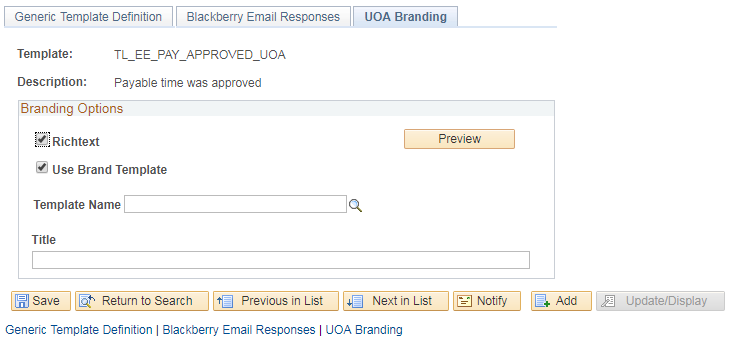 Generic Template Definition Blackberry Email Responses UOA Branding
Template: TL_EE_PAY_APPROVED_UOA
Description: Payable time was approved
Branding Options
Richtext Preview
Use Brand Template
Template Name
Title
Save Return to Search Previous in List Next in List Notify Add Update/Display
Generic Template Definition | Blackberry Email Responses | UOA Branding